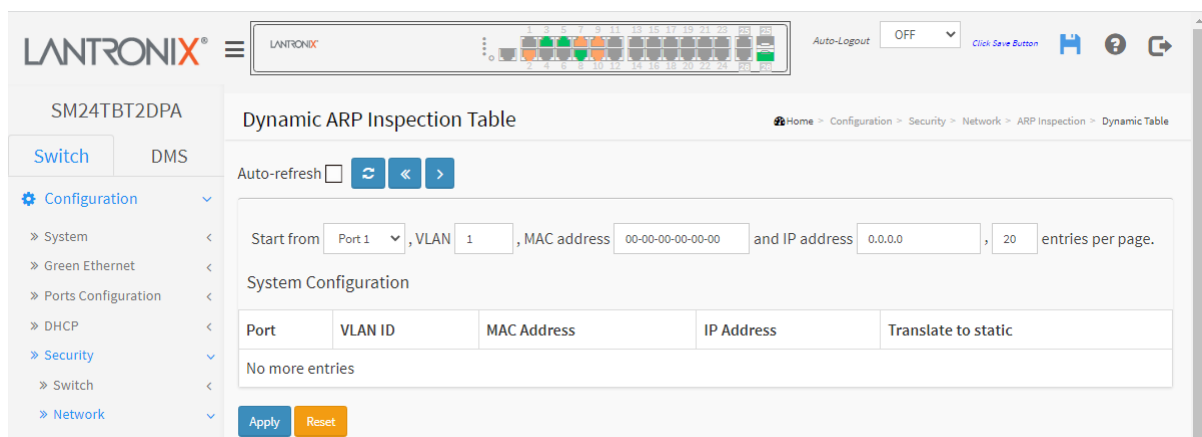 LANTRONIX®
LANTRONIX
1 3 5 7 9 11 13 15 17 19 21 23
2 4 6 8 10 12 14 16 18 20 22 24
Auto-Logout OFF Click Save Button
SM24TBT2DPA
Switch DMS
Configuration
» System
» Green Ethernet
» Ports Configuration
» DHCP
» Security
» Switch
» Network
Dynamic ARP Inspection Table
Home > Configuration > Security > Network > ARP Inspection > Dynamic Table
Auto-refresh
Start from Port 1 , VLAN 1 , MAC address 00-00-00-00-00-00 and IP address 0.0.0.0 , 20 entries per page.
System Configuration
Port VLAN ID MAC Address IP Address Translate to static
No more entries
Apply Reset